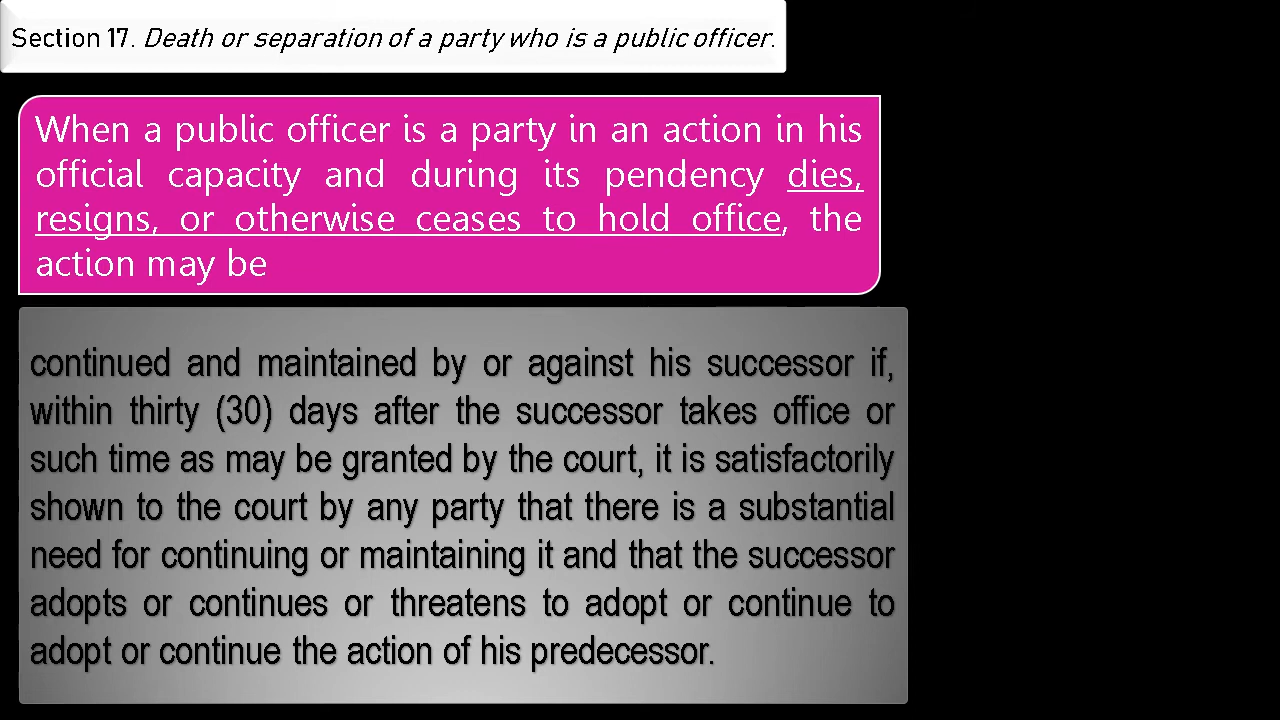 Section 17. Death or separation of a party who is a public officer.
When a public officer is a party in an action in his
official capacity and during its pendency dies,
resigns, or otherwise ceases to hold office, the
action may be
continued and maintained by or against his successor if,
within thirty (30) days after the successor takes office or
such time as may be granted by the court, it is satisfactorily
shown to the court by any party that there is a substantial
need for continuing or maintaining it and that the successor
adopts or continues or threatens to adopt or continue to
adopt or continue the action of his predecessor.